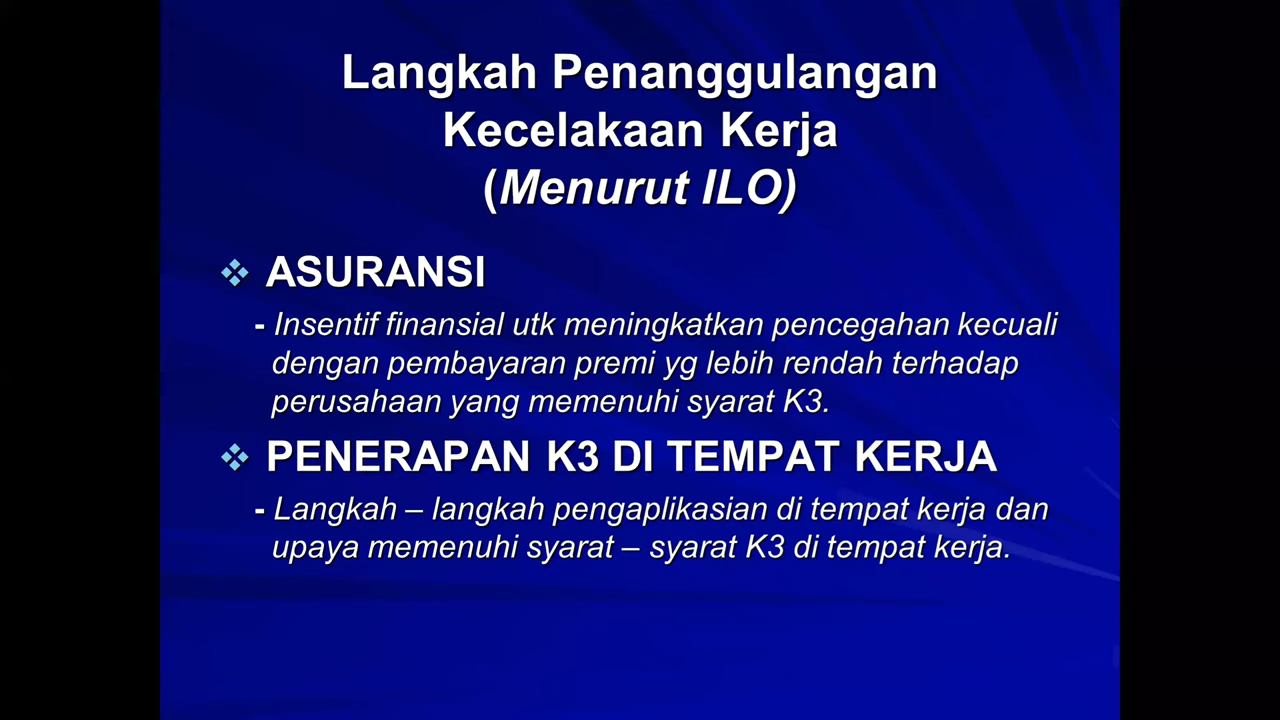 Langkah Penanggulangan
Kecelakaan Kerja
(Menurut ILO)
❖ ASURANSI
- Insentif finansial utk meningkatkan pencegahan kecuali
dengan pembayaran premi yg lebih rendah terhadap
perusahaan yang memenuhi syarat K3.
❖ PENERAPAN K3 DI TEMPAT KERJA
- Langkah – langkah pengaplikasian di tempat kerja dan
upaya memenuhi syarat – syarat K3 di tempat kerja.